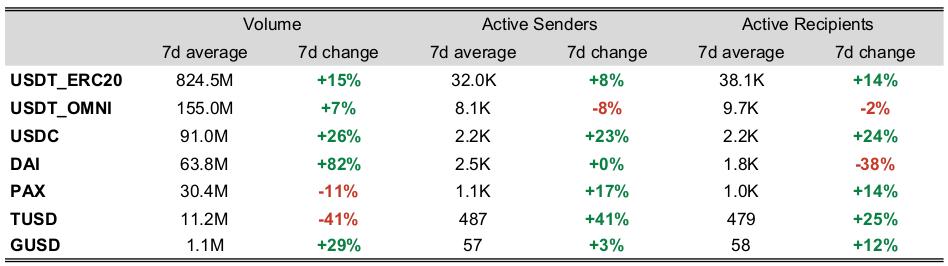 Volume Active Senders Active Recipients
7d average 7d change 7d average 7d change 7d average 7d change
USDT_ERC20 824.5M +15% 32.0K +8% 38.1K +14%
USDT_OMNI 155.0M +7% 8.1K -8% 9.7K -2%
USDC 91.0M +26% 2.2K +23% 2.2K +24%
DAI 63.8M +82% 2.5K +0% 1.8K -38%
PAX 30.4M -11% 1.1K +17% 1.0K +14%
TUSD 11.2M -41% 487 +41% 479 +25%
GUSD 1.1M +29% 57 +3% 58 +12%